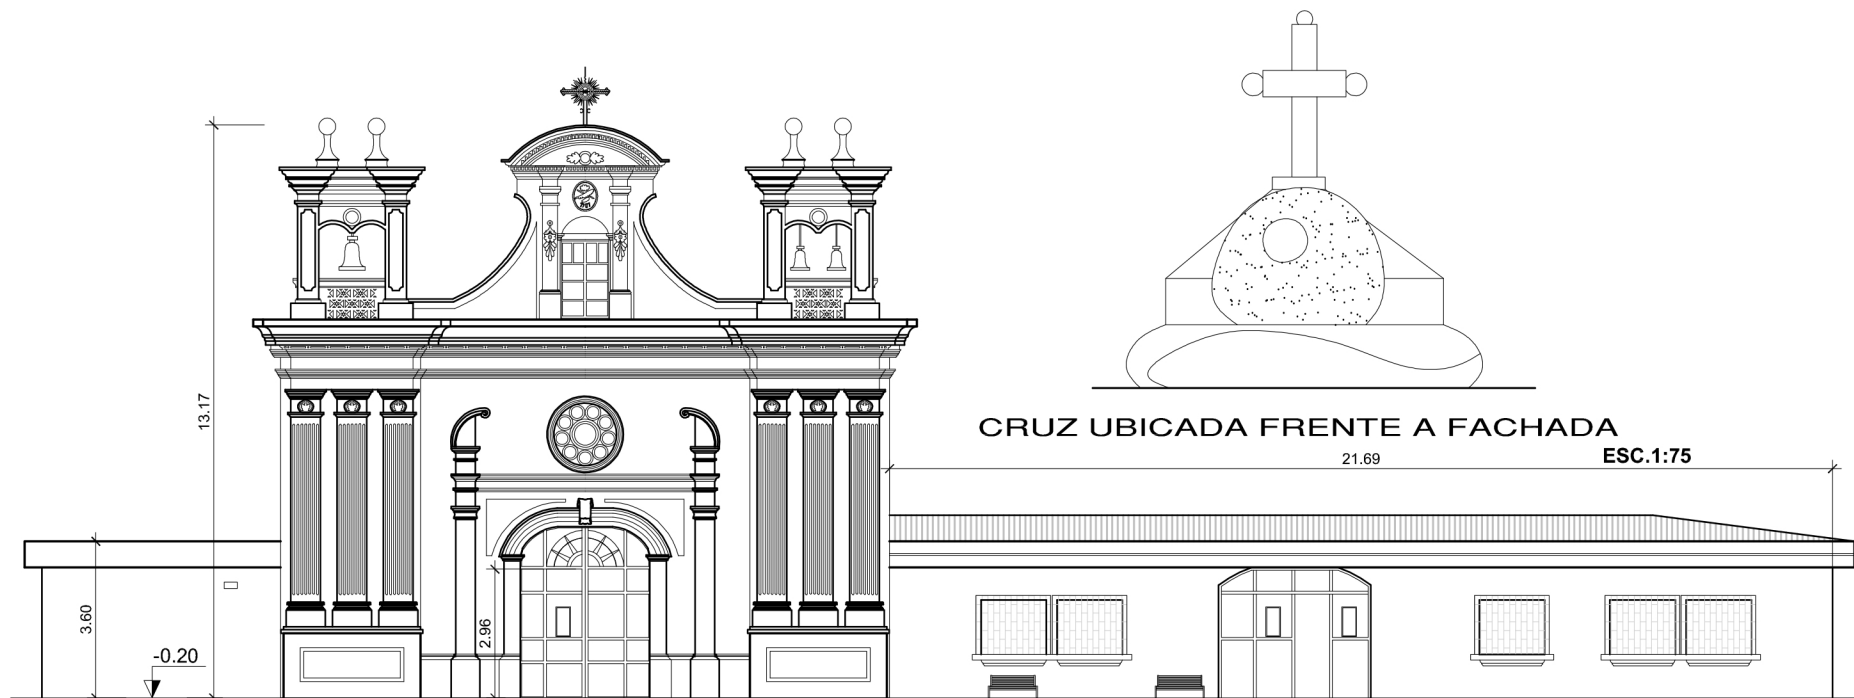 13.17
CRUZ UBICADA FRENTE A FACHADA
21.69
ESC.1:75
3.60
2.96
-0.20